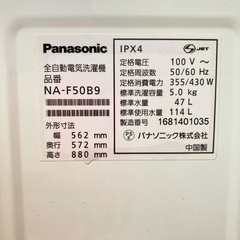 Panasonic
全自動電気洗濯機
品番
NA-F50B9
外形寸法
幅 562 mm
奥行 572 mm
高さ 880 mm
IPX4
JET
定格電圧 100 V～
定格周波数 50/60 Hz
定格消費電力 355/430 W
標準洗濯容量 5.0 kg
標準水量 47 L
標準使用水量 114 L
製造番号 1681401035
パナソニック株式会社
中国製